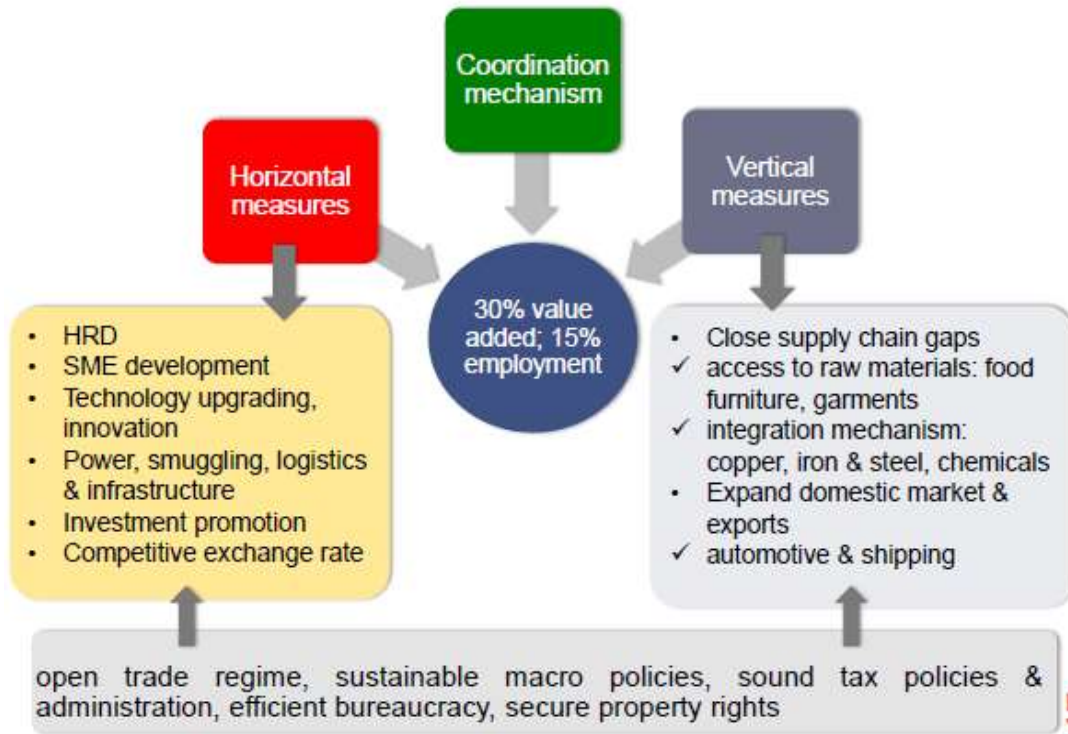 Coordination
mechanism
Horizontal
measures
Vertical
measures
30% value
added; 15%
employment
• HRD
• SME development
• Technology upgrading,
innovation
• Power, smuggling, logistics
& infrastructure
• Investment promotion
• Competitive exchange rate
• Close supply chain gaps
✓ access to raw materials: food
furniture, garments
✓ integration mechanism:
copper, iron & steel, chemicals
• Expand domestic market &
exports
✓ automotive & shipping
open trade regime, sustainable macro policies, sound tax policies &
administration, efficient bureaucracy, secure property rights